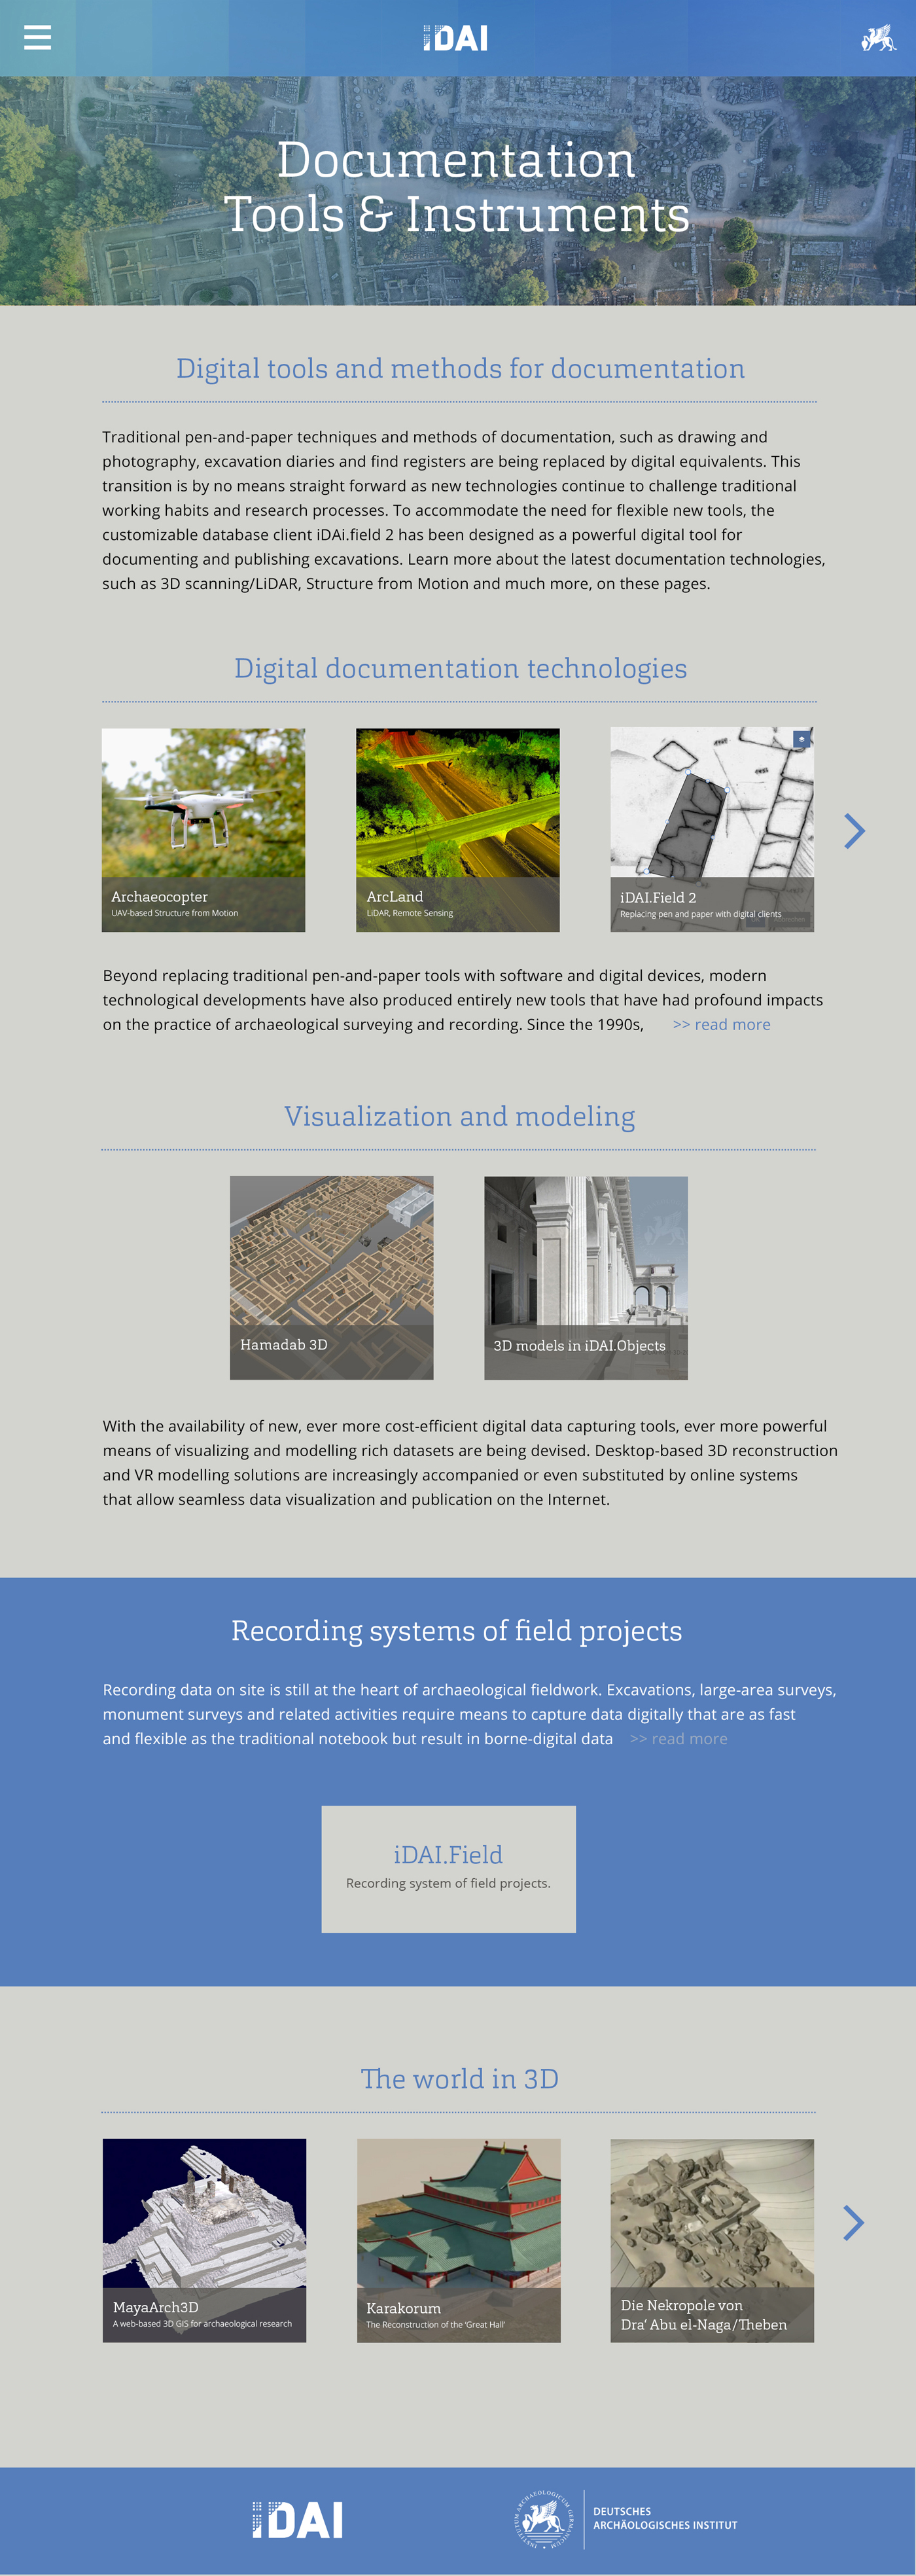 iDAI
Documentation
Tools & Instruments
Digital tools and methods for documentation
Traditional pen-and-paper techniques and methods of documentation, such as drawing and
photography, excavation diaries and find registers are being replaced by digital equivalents. This
transition is by no means straight forward as new technologies continue to challenge traditional
working habits and research processes. To accommodate the need for flexible new tools, the
customizable database client iDAi.field 2 has been designed as a powerful digital tool for
documenting and publishing excavations. Learn more about the latest documentation technologies,
such as 3D scanning/LiDAR, Structure from Motion and much more, on these pages.
Digital documentation technologies
Archaeocopter
UAV-based Structure from Motion
ArcLand
LiDAR, Remote Sensing
iDAI.Field 2
Replacing pen and paper with digital clients
Beyond replacing traditional pen-and-paper tools with software and digital devices, modern
technological developments have also produced entirely new tools that have had profound impacts
on the practice of archaeological surveying and recording. Since the 1990s, >> read more
Visualization and modeling
Hamadab 3D
3D models in iDAI.Objects
With the availability of new, ever more cost-efficient digital data capturing tools, ever more powerful
means of visualizing and modelling rich datasets are being devised. Desktop-based 3D reconstruction
and VR modelling solutions are increasingly accompanied or even substituted by online systems
that allow seamless data visualization and publication on the Internet.
Recording systems of field projects
Recording data on site is still at the heart of archaeological fieldwork. Excavations, large-area surveys,
monument surveys and related activities require means to capture data digitally that are as fast
and flexible as the traditional notebook but result in borne-digital data >> read more
iDAI.Field
Recording system of field projects.
The world in 3D
MayaArch3D
A web-based 3D GIS for archaeological research
Karakorum
The Reconstruction of the 'Great Hall'
Die Nekropole von
Dra‘ Abu el-Naga/Theben
iDAI
INSTITUTUM ARCHAEOLOGICUM GERMANICUM
DEUTSCHES
ARCHÄOLOGISCHES INSTITUT